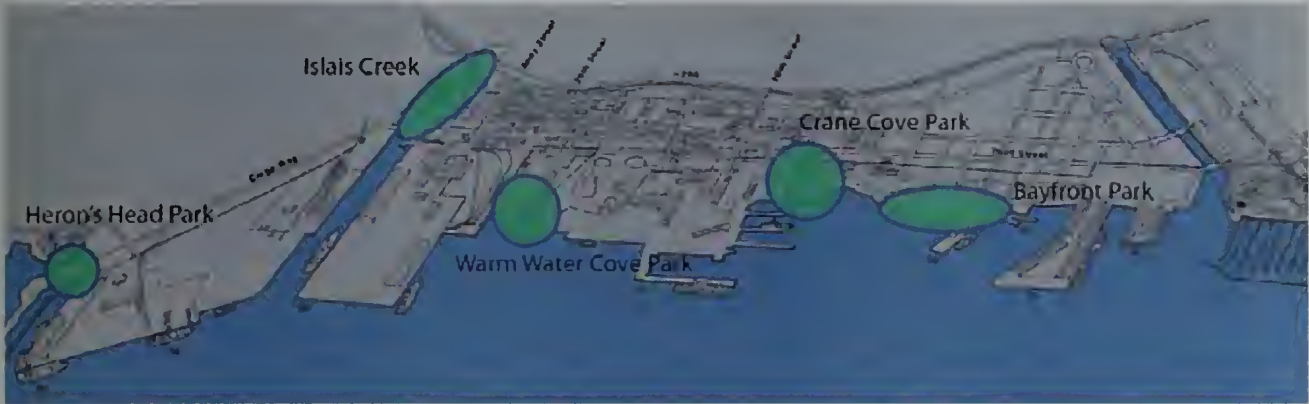 Islais Creek
Crane Cove Park
Heron's Head Park
Bayfront Park
Warm Water Cove Park